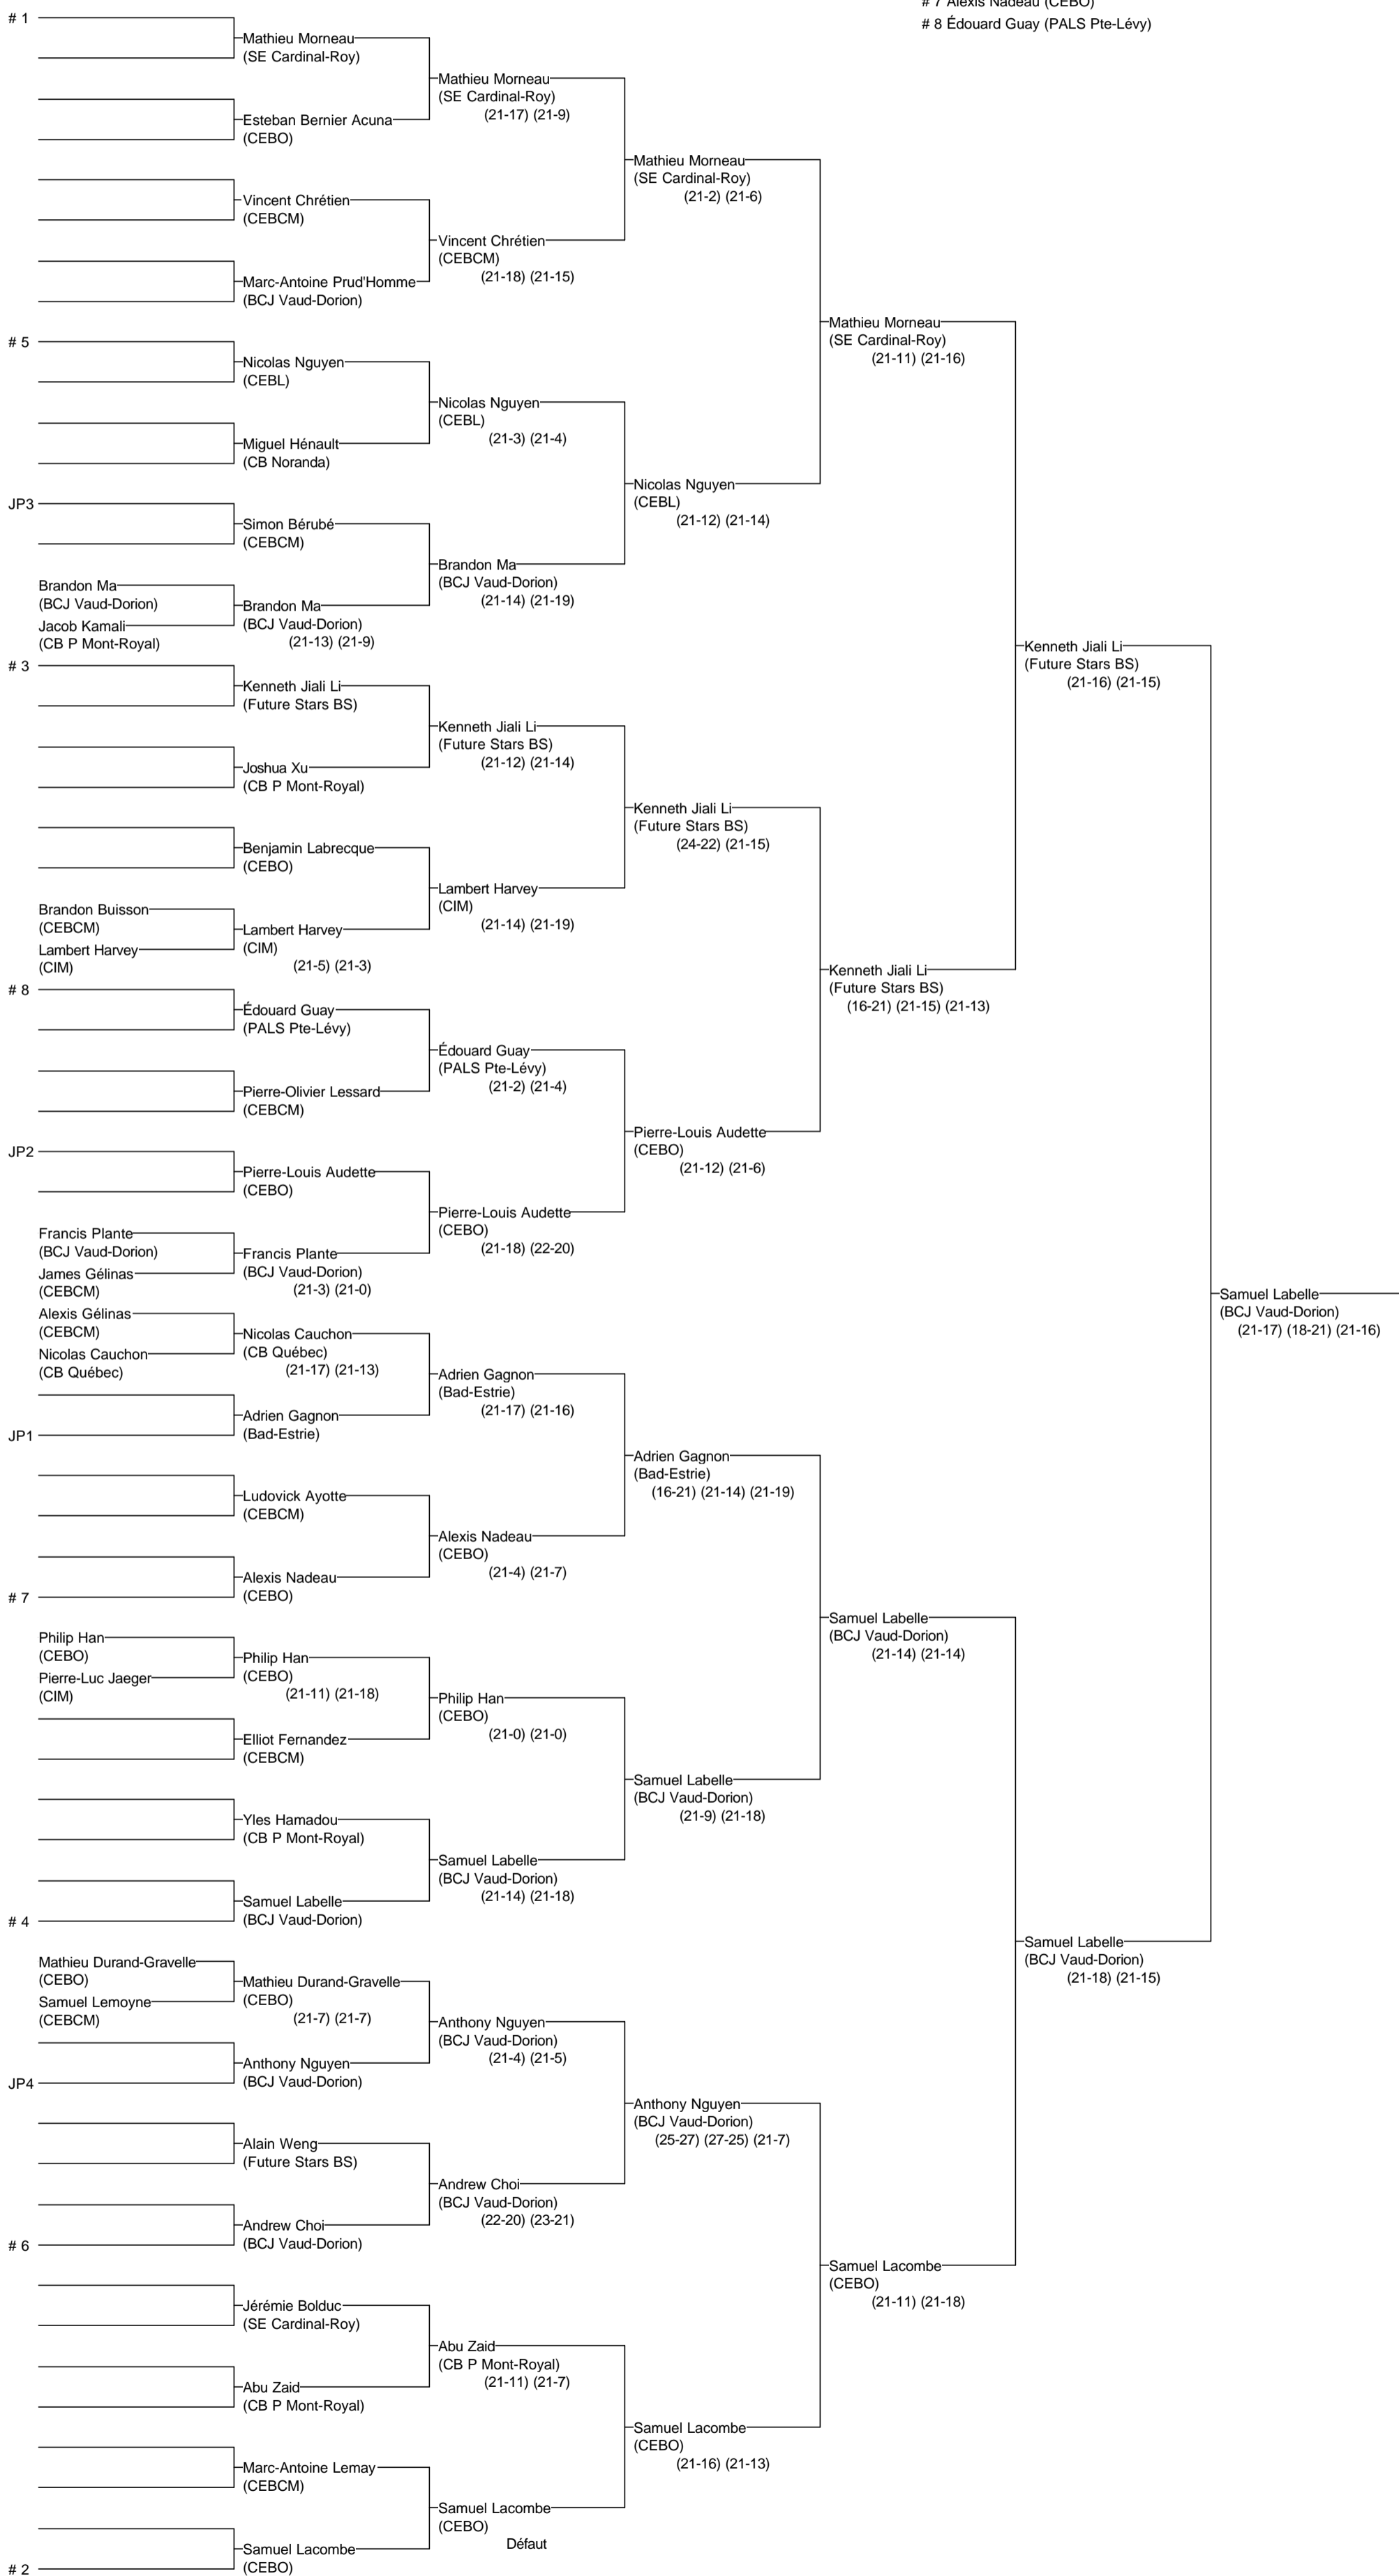 # 7 Alexis Nadeau (CEBO)
# 8 Édouard Guay (PALS Pte-Lévy)
# 1
Mathieu Morneau
(SE Cardinal-Roy)
Mathieu Morneau
(SE Cardinal-Roy)
(21-17) (21-9)
Esteban Bernier Acuna
(CEBO)
Mathieu Morneau
(SE Cardinal-Roy)
(21-2) (21-6)
Vincent Chrétien
(CEBCM)
Vincent Chrétien
(CEBCM)
(21-18) (21-15)
Marc-Antoine Prud'Homme
(BCJ Vaud-Dorion)
Mathieu Morneau
(SE Cardinal-Roy)
(21-11) (21-16)
# 5
Nicolas Nguyen
(CEBL)
Nicolas Nguyen
(CEBL)
(21-3) (21-4)
Miguel Hénault
(CB Noranda)
Nicolas Nguyen
(CEBL)
(21-12) (21-14)
JP3
Simon Bérubé
(CEBCM)
Brandon Ma
(BCJ Vaud-Dorion)
(21-14) (21-19)
Brandon Ma
(BCJ Vaud-Dorion)
Jacob Kamali
(CB P Mont-Royal)
Brandon Ma
(BCJ Vaud-Dorion)
(21-13) (21-9)
Kenneth Jiali Li
(Future Stars BS)
(21-16) (21-15)
# 3
Kenneth Jiali Li
(Future Stars BS)
Kenneth Jiali Li
(Future Stars BS)
(21-12) (21-14)
Joshua Xu
(CB P Mont-Royal)
Kenneth Jiali Li
(Future Stars BS)
(24-22) (21-15)
Benjamin Labrecque
(CEBO)
Lambert Harvey
(CIM)
(21-14) (21-19)
Brandon Buisson
(CEBCM)
Lambert Harvey
(CIM)
Lambert Harvey
(CIM)
(21-5) (21-3)
Kenneth Jiali Li
(Future Stars BS)
(16-21) (21-15) (21-13)
# 8
Édouard Guay
(PALS Pte-Lévy)
Édouard Guay
(PALS Pte-Lévy)
(21-2) (21-4)
Pierre-Olivier Lessard
(CEBCM)
Pierre-Louis Audette
(CEBO)
(21-12) (21-6)
JP2
Pierre-Louis Audette
(CEBO)
Pierre-Louis Audette
(CEBO)
(21-18) (22-20)
Francis Plante
(BCJ Vaud-Dorion)
James Gélinas
(CEBCM)
Francis Plante
(BCJ Vaud-Dorion)
(21-3) (21-0)
Samuel Labelle
(BCJ Vaud-Dorion)
(21-17) (18-21) (21-16)
Alexis Gélinas
(CEBCM)
Nicolas Cauchon
(CB Québec)
Nicolas Cauchon
(CB Québec)
(21-17) (21-13)
Adrien Gagnon
(Bad-Estrie)
(21-17) (21-16)
Adrien Gagnon
(Bad-Estrie)
JP1
Adrien Gagnon
(Bad-Estrie)
(16-21) (21-14) (21-19)
Ludovick Ayotte
(CEBCM)
Alexis Nadeau
(CEBO)
(21-4) (21-7)
Alexis Nadeau
(CEBO)
# 7
Samuel Labelle
(BCJ Vaud-Dorion)
(21-14) (21-14)
Philip Han
(CEBO)
Pierre-Luc Jaeger
(CIM)
Philip Han
(CEBO)
(21-11) (21-18)
Philip Han
(CEBO)
(21-0) (21-0)
Elliot Fernandez
(CEBCM)
Samuel Labelle
(BCJ Vaud-Dorion)
(21-9) (21-18)
Yles Hamadou
(CB P Mont-Royal)
Samuel Labelle
(BCJ Vaud-Dorion)
(21-14) (21-18)
Samuel Labelle
(BCJ Vaud-Dorion)
# 4
Samuel Labelle
(BCJ Vaud-Dorion)
(21-18) (21-15)
Mathieu Durand-Gravelle
(CEBO)
Samuel Lemoyne
(CEBCM)
Mathieu Durand-Gravelle
(CEBO)
(21-7) (21-7)
Anthony Nguyen
(BCJ Vaud-Dorion)
(21-4) (21-5)
Anthony Nguyen
(BCJ Vaud-Dorion)
JP4
Anthony Nguyen
(BCJ Vaud-Dorion)
(25-27) (27-25) (21-7)
Alain Weng
(Future Stars BS)
Andrew Choi
(BCJ Vaud-Dorion)
(22-20) (23-21)
Andrew Choi
(BCJ Vaud-Dorion)
# 6
Samuel Lacombe
(CEBO)
(21-11) (21-18)
Jérémie Bolduc
(SE Cardinal-Roy)
Abu Zaid
(CB P Mont-Royal)
(21-11) (21-7)
Abu Zaid
(CB P Mont-Royal)
Samuel Lacombe
(CEBO)
(21-16) (21-13)
Marc-Antoine Lemay
(CEBCM)
Samuel Lacombe
(CEBO)
Défaut
Samuel Lacombe
(CEBO)
# 2